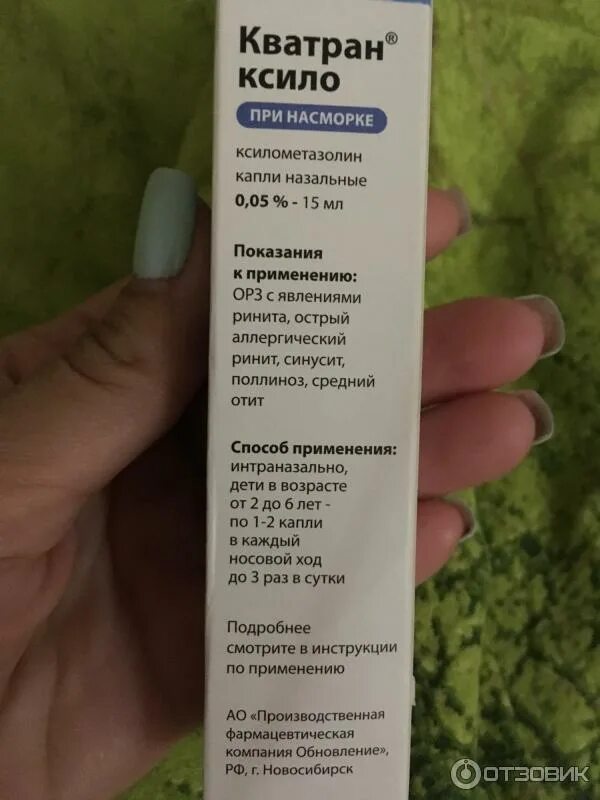 Кватран®
ксило
ПРИ НАСМОРКЕ
ксилометазолин
капли назальные
0,05 % - 15 мл
Показания
к применению:
ОРЗ с явлениями
ринита, острый
аллергический
ринит, синусит,
поллиноз, средний
отит
Способ применения:
интраназально,
дети в возрасте
от 2 до 6 лет -
по 1-2 капли
в каждый
носовой ход
до 3 раз в сутки
Подробнее
смотрите в инструкции
по применению
АО «Производственная
фармацевтическая
компания Обновление»,
РФ, г. Новосибирск
ОТЗОВИК